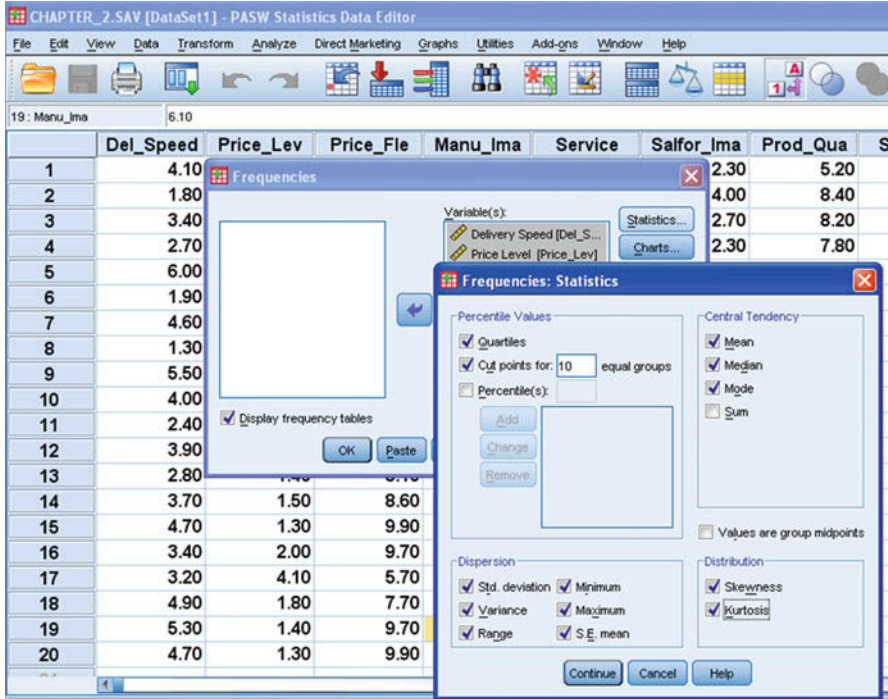 CHAPTER_2.SAV [DataSet1] - PASW Statistics Data Editor
File Edit View Data Transform Analyze Direct Marketing Graphs Utilities Add-ons Window Help
19 : Manu_Ima 6.10
Del_Speed Price_Lev Price_Fle Manu_Ima Service Salfor_Ima Prod_Qua S
1 4.10 2.30 5.20
2 1.80 4.00 8.40
3 3.40 2.70 8.20
4 2.70 2.30 7.80
5 6.00
6 1.90
7 4.60
8 1.30
9 5.50
10 4.00
11 2.40
12 3.90
13 2.80
14 3.70 1.50 8.60
15 4.70 1.30 9.90
16 3.40 2.00 9.70
17 3.20 4.10 5.70
18 4.90 1.80 7.70
19 5.30 1.40 9.70
20 4.70 1.30 9.90
Frequencies
Variable(s):
Delivery Speed [Del_S...
Price Level [Price_Lev]
Statistics...
Charts...
Display frequency tables
OK Paste
Frequencies: Statistics
Percentile Values
Quartiles
Cut points for: 10 equal groups
Percentile(s):
Add
Change
Remove
Central Tendency
Mean
Median
Mode
Sum
Values are group midpoints
Dispersion
Std. deviation Minimum
Variance Maximum
Range S.E. mean
Distribution
Skewness
Kurtosis
Continue Cancel Help